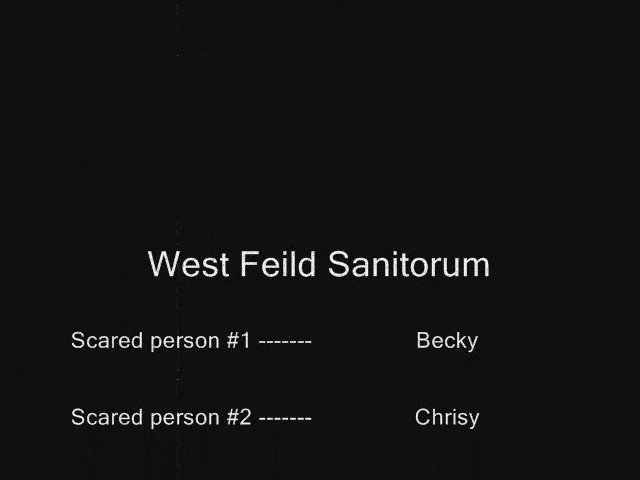 West Feild Sanitorum
Scared person #1 ------- Becky
Scared person #2 ------- Chrisy